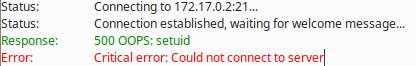 Status: Connecting to 172.17.0.2:21...
Status: Connection established, waiting for welcome message...
Response: 500 OOPS: setuid
Error: Critical error: Could not connect to server